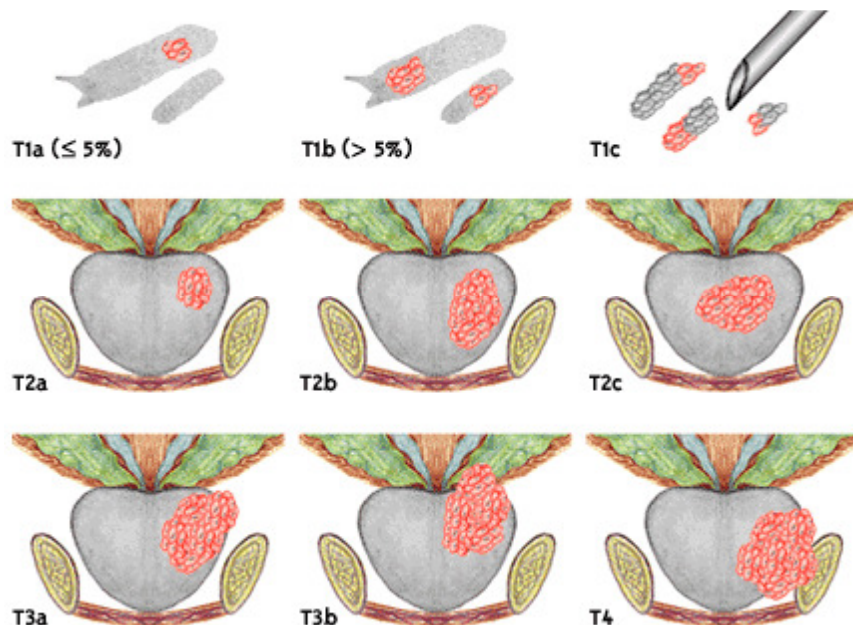 T1a (≤ 5%)
T1b (> 5%)
T1c
T2a
T2b
T2c
T3a
T3b
T4